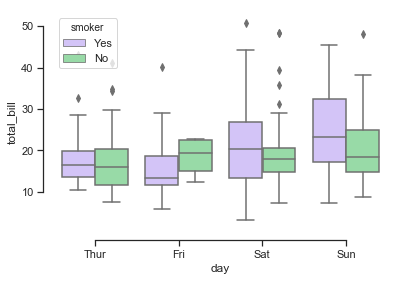 smoker
Yes
No
50
40
30
20
10
total_bill
Thur Fri Sat Sun
day